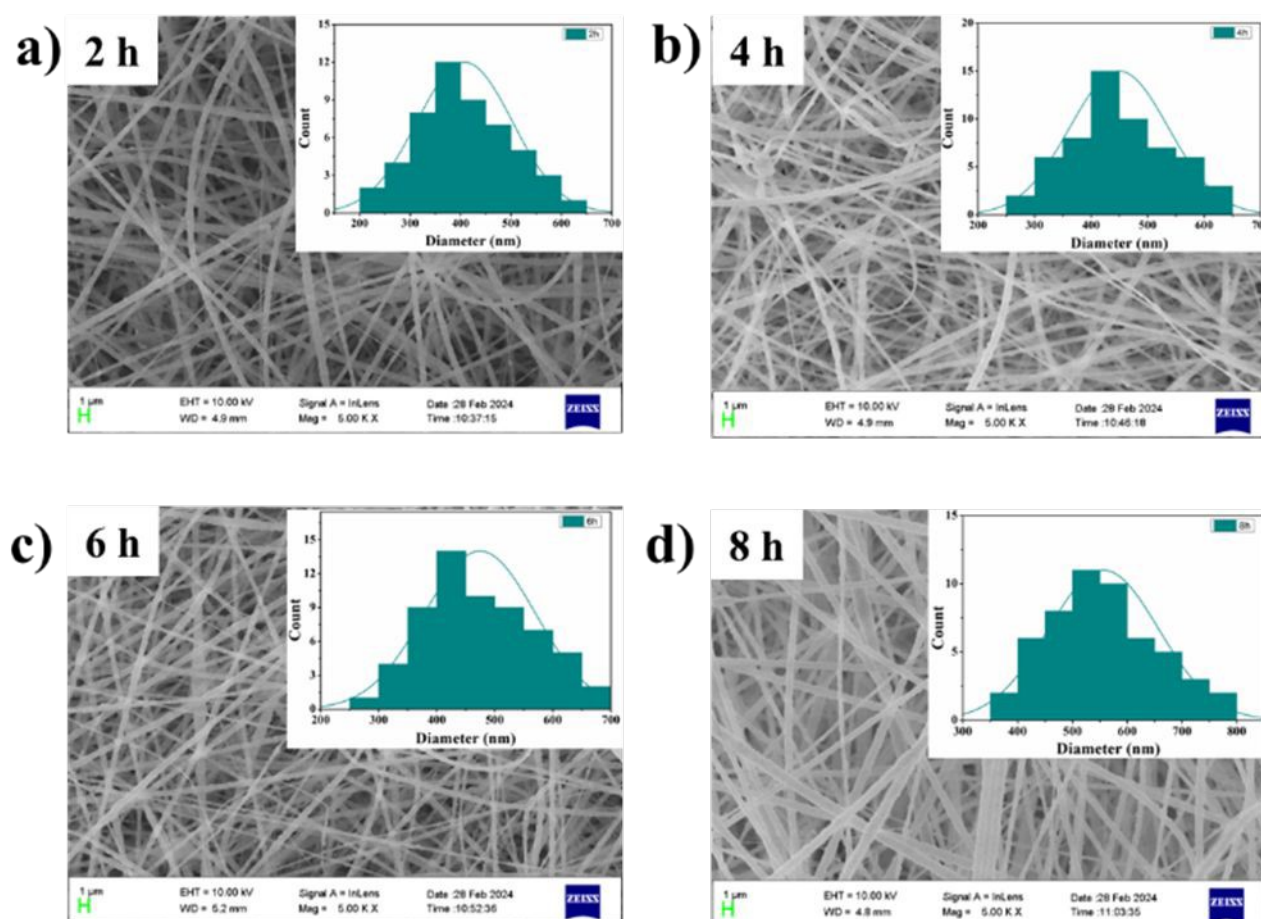 a) 2 h
2h
15
12
9
6
3
0
Count
200 300 400 500 600 700
Diameter (nm)
1 µm
EHT = 10.00 kV Signal A = InLens Date :28 Feb 2024
WD = 4.9 mm Mag = 5.00 K X Time :10:37:15
ZEISS
b) 4 h
4h
20
15
10
5
0
Count
200 300 400 500 600 700
Diameter (nm)
1 µm
EHT = 10.00 kV Signal A = InLens Date :28 Feb 2024
WD = 4.9 mm Mag = 5.00 K X Time :10:46:18
ZEISS
c) 6 h
6h
15
12
9
6
3
0
Count
200 300 400 500 600 700
Diameter (nm)
1 µm
EHT = 10.00 kV Signal A = InLens Date :28 Feb 2024
WD = 5.2 mm Mag = 5.00 K X Time :10:52:36
ZEISS
d) 8 h
8h
15
10
5
0
Count
300 400 500 600 700 800
Diameter (nm)
1 µm
EHT = 10.00 kV Signal A = InLens Date :28 Feb 2024
WD = 4.8 mm Mag = 5.00 K X Time :11:03:35
ZEISS